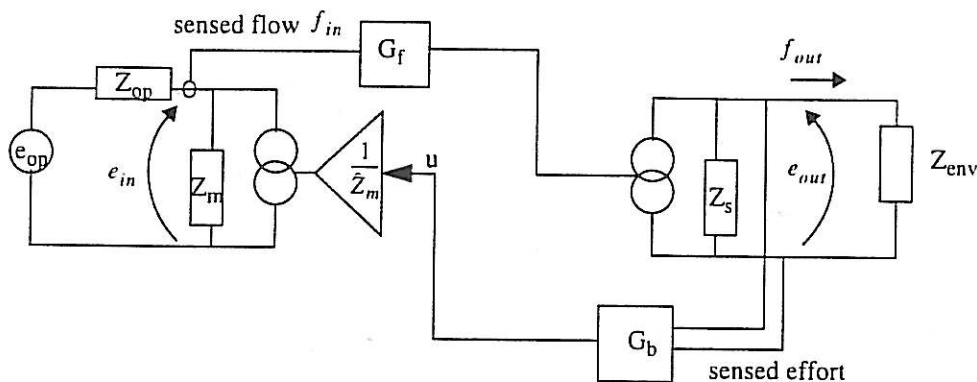 sensed flow f_in
G_f
f_out
Z_op
e_op
e_in
Z_m
1
Ẑ_m
u
Z_s
e_out
Z_env
G_b
sensed effort